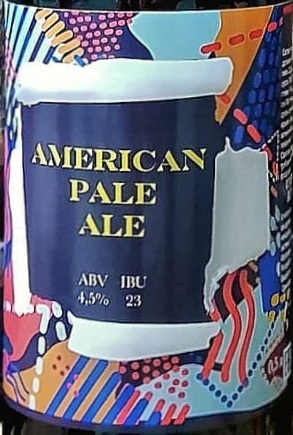 AMERICAN
PALE
ALE
ABV IBU
4,5% 23